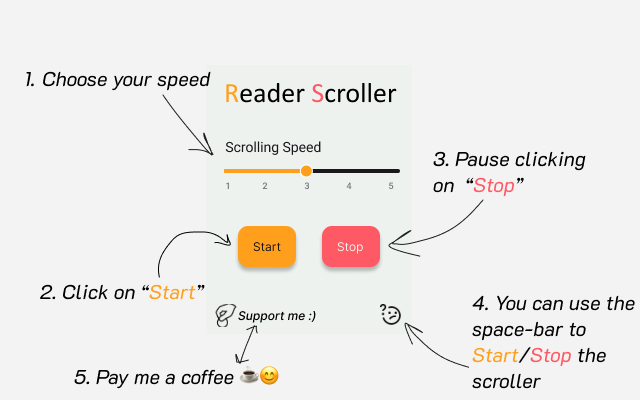 1. Choose your speed
Reader Scroller
Scrolling Speed
1 2 3 4 5
3. Pause clicking
on “Stop”
Start
Stop
2. Click on “Start”
Support me :)
4. You can use the
space-bar to
Start/Stop the
scroller
5. Pay me a coffee ☕😊